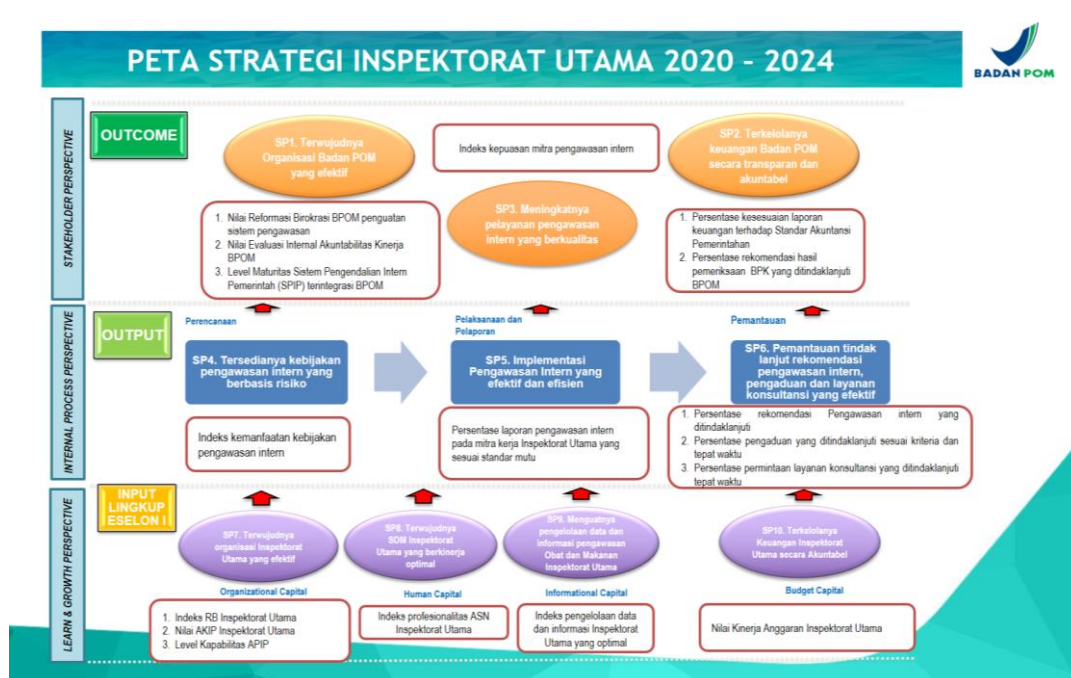 PETA STRATEGI INSPEKTORAT UTAMA 2020 - 2024
BADAN POM
STAKEHOLDER PERSPECTIVE
OUTCOME
SP1. Terwujudnya
Organisasi Badan POM
yang efektif
Indeks kepuasan mitra pengawasan intern
SP2. Terkelolanya
keuangan Badan POM
secara transparan dan
akuntabel
1. Nilai Reformasi Birokrasi BPOM penguatan
sistem pengawasan
2. Nilai Evaluasi Internal Akuntabilitas Kinerja
BPOM
3. Level Maturitas Sistem Pengendalian Intern
Pemerintah (SPIP) terintegrasi BPOM
SP3. Meningkatnya
pelayanan pengawasan
intern yang berkualitas
1. Persentase kesesuaian laporan
keuangan terhadap Standar Akuntansi
Pemerintahan
2. Persentase rekomendasi hasil
pemeriksaan BPK yang ditindaklanjuti
BPOM
INTERNAL PROCESS PERSPECTIVE
OUTPUT
Perencanaan
SP4. Tersedianya kebijakan
pengawasan intern yang
berbasis risiko
Indeks kemanfaatan kebijakan
pengawasan intern
Pelaksanaan dan
Pelaporan
SP5. Implementasi
Pengawasan Intern yang
efektif dan efisien
Persentase laporan pengawasan intern
pada mitra kerja Inspektorat Utama yang
sesuai standar mutu
Pemantauan
SP6. Pemantauan tindak
lanjut rekomendasi
pengawasan intern,
pengaduan dan layanan
konsultansi yang efektif
1. Persentase rekomendasi Pengawasan intern yang
ditindaklanjuti
2. Persentase pengaduan yang ditindaklanjuti sesuai kriteria dan
tepat waktu
3. Persentase permintaan layanan konsultansi yang ditindaklanjuti
tepat waktu
LEARN & GROWTH PERSPECTIVE
INPUT
LINGKUP
ESELON I
SP7. Terwujudnya
organisasi Inspektorat
Utama yang efektif
Organizational Capital
1. Indeks RB Inspektorat Utama
2. Nilai AKIP Inspektorat Utama
3. Level Kapabilitas APIP
SP8. Terwujudnya
SDM Inspektorat
Utama yang berkinerja
optimal
Human Capital
Indeks profesionalitas ASN
Inspektorat Utama
SP9. Menguatnya
pengelolaan data dan
informasi pengawasan
Obat dan Makanan
Inspektorat Utama
Informational Capital
Indeks pengelolaan data
dan informasi Inspektorat
Utama yang optimal
SP10. Terkelolanya
Keuangan Inspektorat
Utama secara Akuntabel
Budget Capital
Nilai Kinerja Anggaran Inspektorat Utama